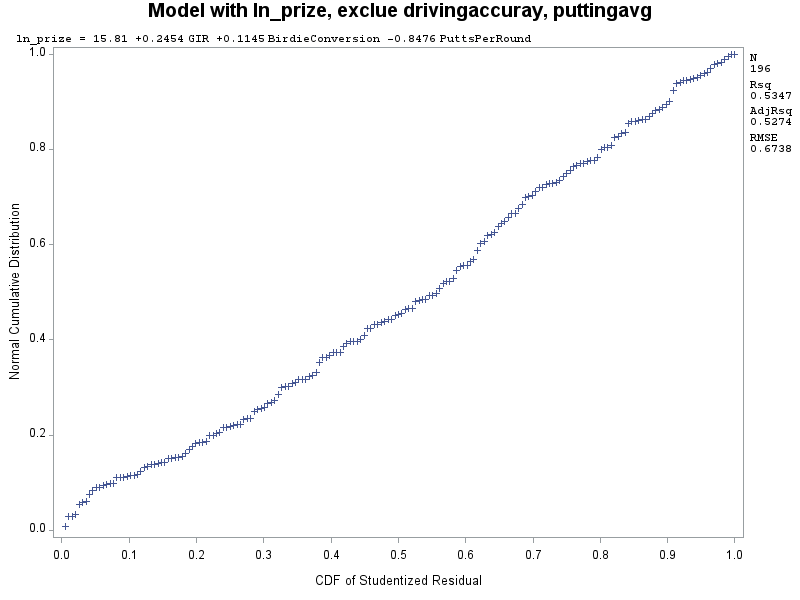 Model with ln_prize, exclue drivingaccuray, puttingavg
ln_prize = 15.81 +0.2454 GIR +0.1145 BirdieConversion -0.8476 PuttsPerRound
N
196
Rsq
0.5347
AdjRsq
0.5274
RMSE
0.6738
Normal Cumulative Distribution
1.0
0.8
0.6
0.4
0.2
0.0
0.0 0.1 0.2 0.3 0.4 0.5 0.6 0.7 0.8 0.9 1.0
CDF of Studentized Residual